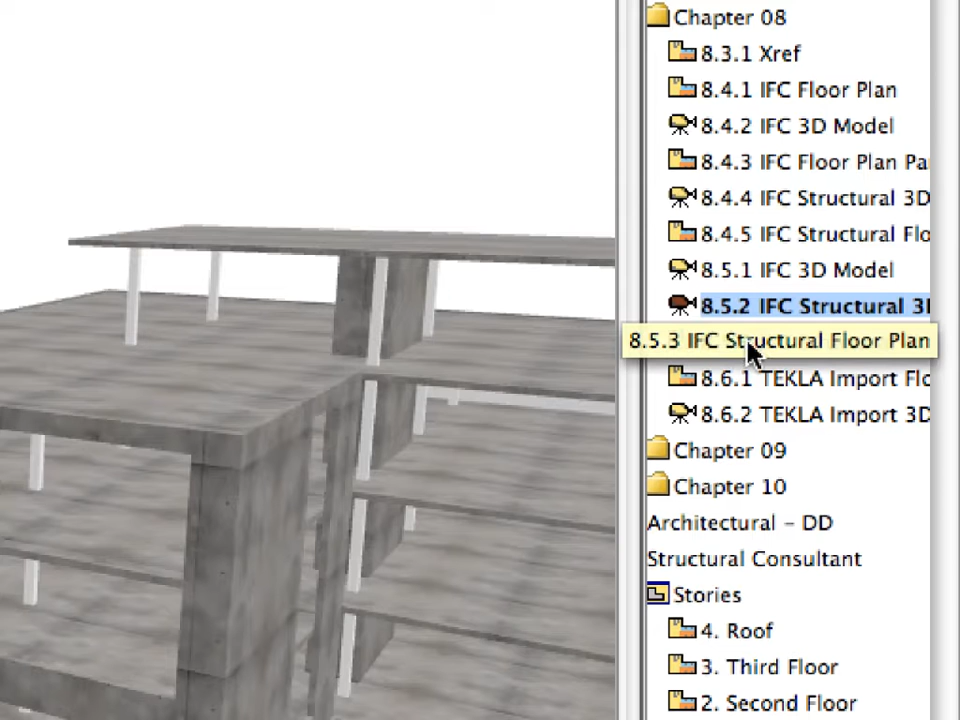 Chapter 08
8.3.1 Xref
8.4.1 IFC Floor Plan
8.4.2 IFC 3D Model
8.4.3 IFC Floor Plan Pa
8.4.4 IFC Structural 3D
8.4.5 IFC Structural Flo
8.5.1 IFC 3D Model
8.5.2 IFC Structural 3D
8.5.3 IFC Structural Floor Plan
8.6.1 TEKLA Import Flo
8.6.2 TEKLA Import 3D
Chapter 09
Chapter 10
Architectural - DD
Structural Consultant
Stories
4. Roof
3. Third Floor
2. Second Floor